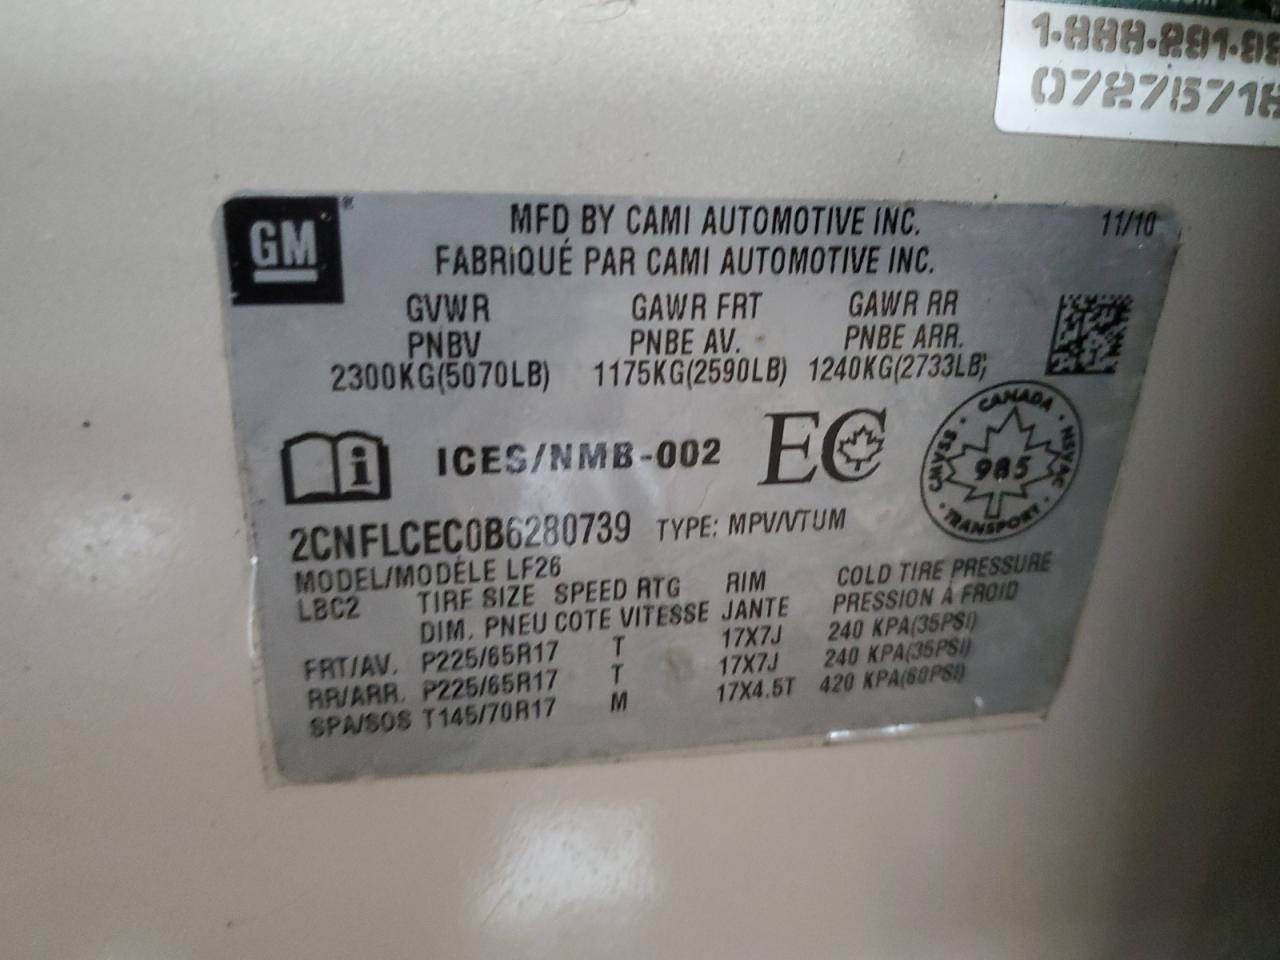 1-888-291-
07275716
GM®
MFD BY CAMI AUTOMOTIVE INC.
11/10
FABRIQUÉ PAR CAMI AUTOMOTIVE INC.
GVWR GAWR FRT GAWR RR
PNBV PNBE AV. PNBE ARR.
2300KG(5070LB) 1175KG(2590LB) 1240KG(2733LB)
i ICES/NMB-002 EC
CANADA · NSVAC · TRANSPORT · CMVSS ·
985
2CNFLCEC0B6280739 TYPE: MPV/VTUM
MODEL/MODÈLE LF26
LBC2 TIRE SIZE SPEED RTG RIM COLD TIRE PRESSURE
DIM. PNEU COTE VITESSE JANTE PRESSION À FROID
FRT/AV. P225/65R17 T 17X7J 240 KPA(35PSI)
RR/ARR. P225/65R17 T 17X7J 240 KPA(35PSI)
SPA/SOS T145/70R17 M 17X4.5T 420 KPA(60PSI)